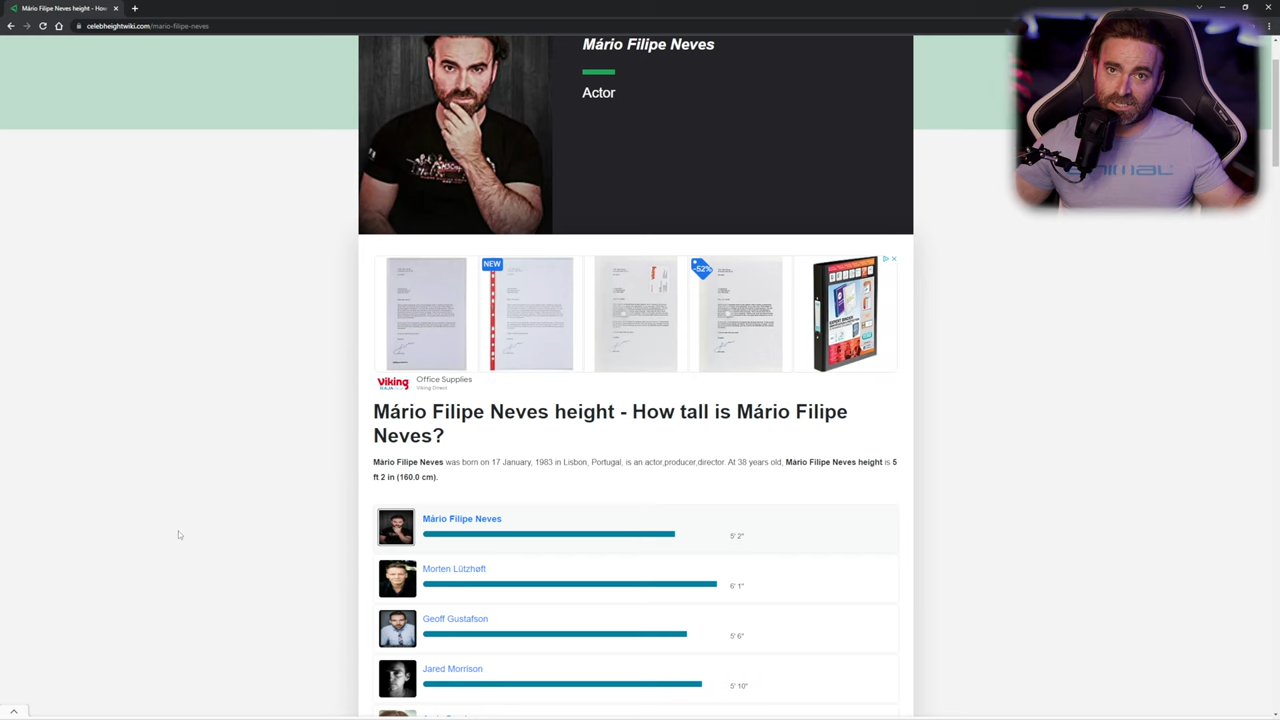 Mário Filipe Neves height - How
celebheightwiki.com/mario-filipe-neves
Mário Filipe Neves
Actor
NEW
-52%
Viking
Office Supplies
Viking Direct
Mário Filipe Neves height - How tall is Mário Filipe
Neves?
Mário Filipe Neves was born on 17 January, 1983 in Lisbon, Portugal, is an actor,producer,director. At 38 years old, Mário Filipe Neves height is 5
ft 2 in (160.0 cm).
Mário Filipe Neves
5' 2"
Morten Lützhøft
6' 1"
Geoff Gustafson
5' 6"
Jared Morrison
5' 10"